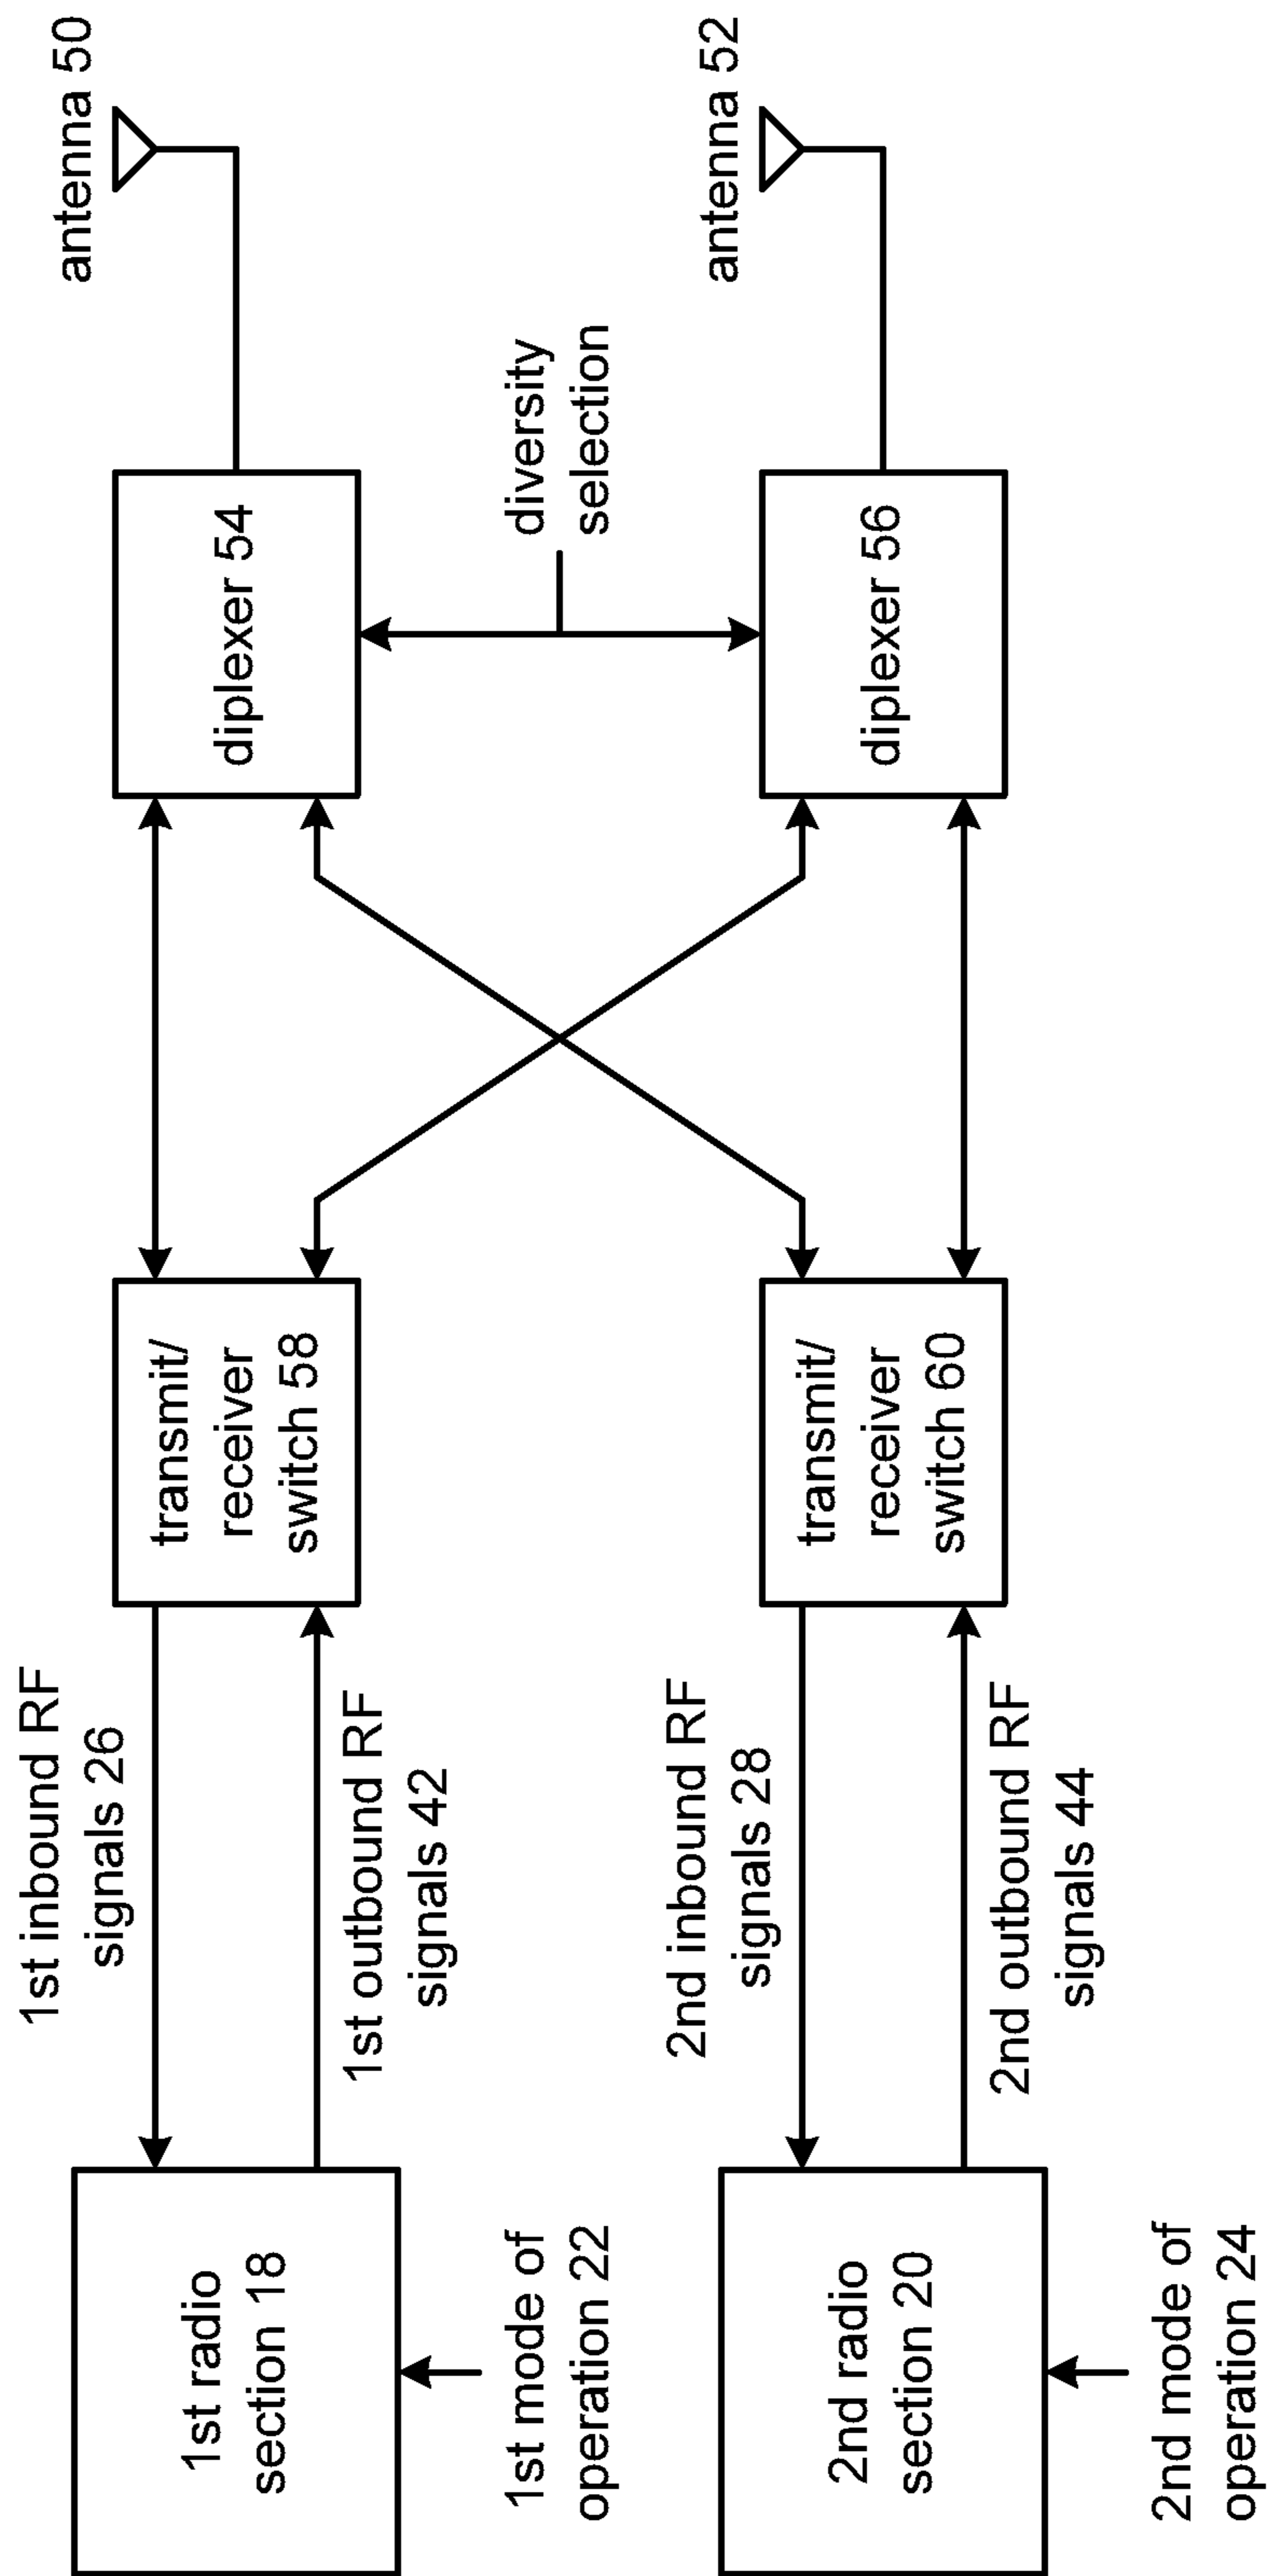 1st radio
section 18
1st mode of
operation 22
1st inbound RF
signals 26
1st outbound RF
signals 42
transmit/
receiver
switch 58
diplexer 54
antenna 50
diversity
selection
2nd radio
section 20
2nd mode of
operation 24
2nd inbound RF
signals 28
2nd outbound RF
signals 44
transmit/
receiver
switch 60
diplexer 56
antenna 52